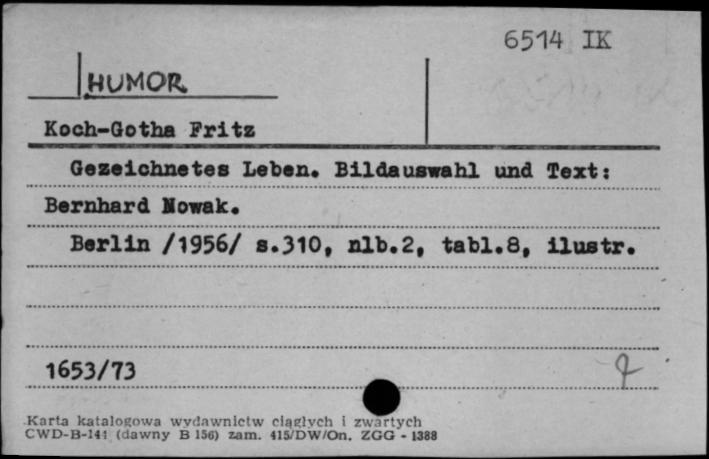 6514 IK
HUMOR
Koch-Gotha Fritz
Gezeichnetes Leben. Bildauswahl und Text:
Bernhard Nowak.
Berlin /1956/ s.310, nlb.2, tabl.8, ilustr.
1653/73
Karta katalogowa wydawnictw ciągłych i zwartych
CWD-B-141 (dawny B 156) zam. 415/DW/On. ZGG - 1388